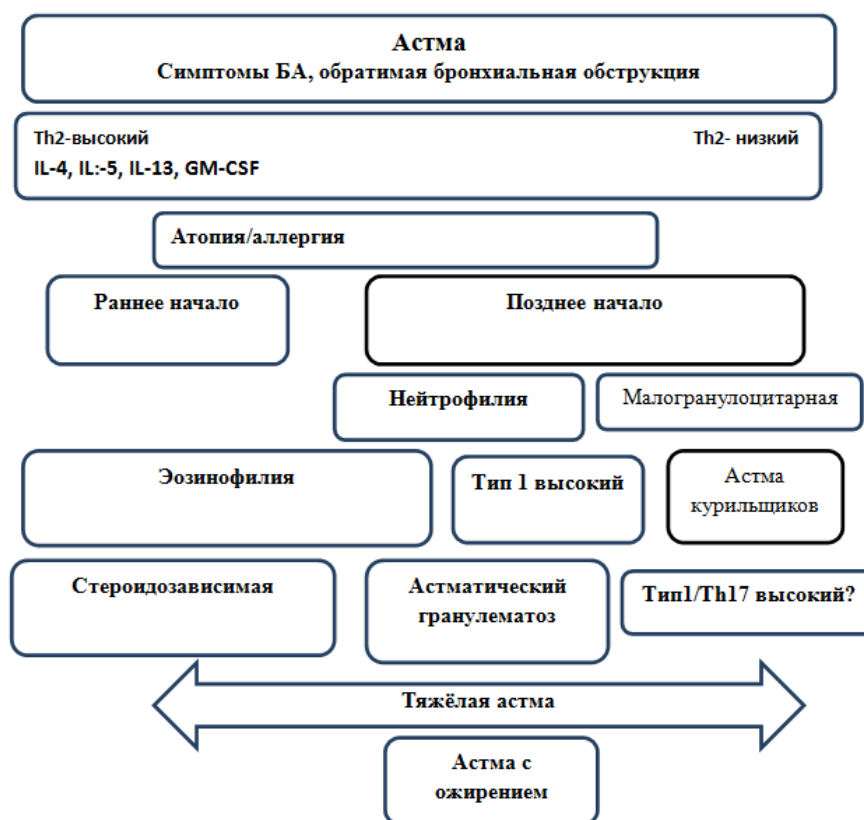 Астма
Симптомы БА, обратимая бронхиальная обструкция
Th2-высокий Th2- низкий
IL-4, IL:-5, IL-13, GM-CSF
Атопия/аллергия
Раннее начало
Позднее начало
Нейтрофилия
Малогранулоцитарная
Эозинофилия
Тип 1 высокий
Астма
курильщиков
Стероидозависимая
Астматический
гранулематоз
Тип1/Th17 высокий?
Тяжёлая астма
Астма с
ожирением